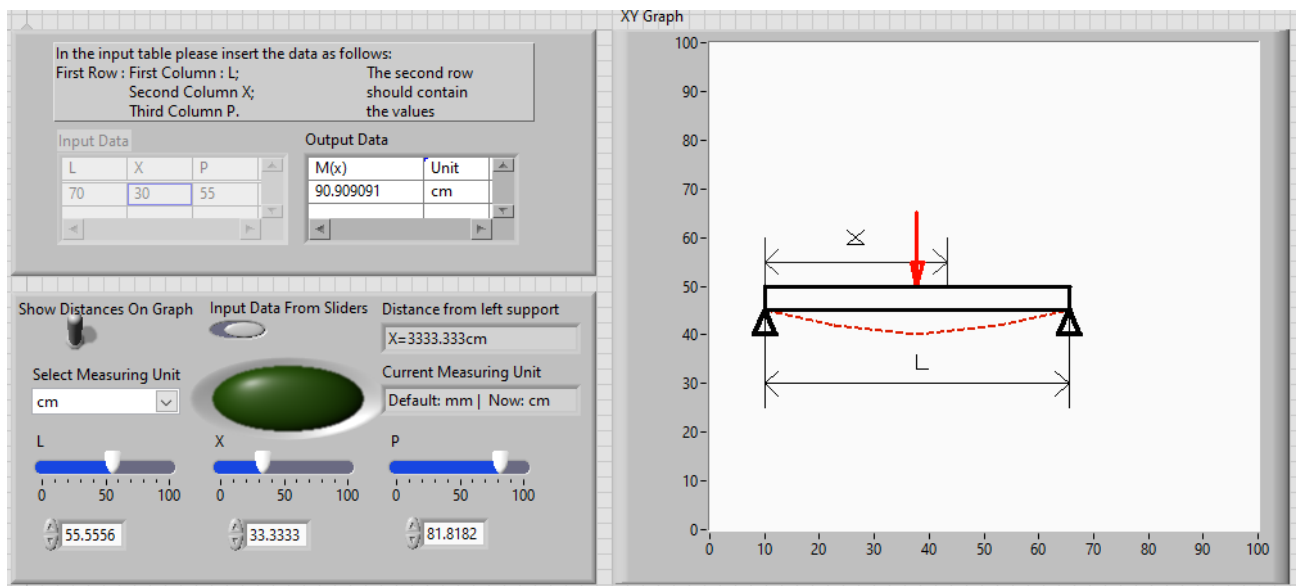 XY Graph
In the input table please insert the data as follows:
First Row : First Column : L; The second row
Second Column X; should contain
Third Column P. the values
Input Data
L X P
70 30 55
Output Data
M(x) Unit
90.909091 cm
Show Distances On Graph
Input Data From Sliders
Distance from left support
X=3333.333cm
Select Measuring Unit
cm
Current Measuring Unit
Default: mm | Now: cm
L
0 50 100
55.5556
X
0 50 100
33.3333
P
0 50 100
81.8182
100
90
80
70
60
50
40
30
20
10
0
X
L
0 10 20 30 40 50 60 70 80 90 100